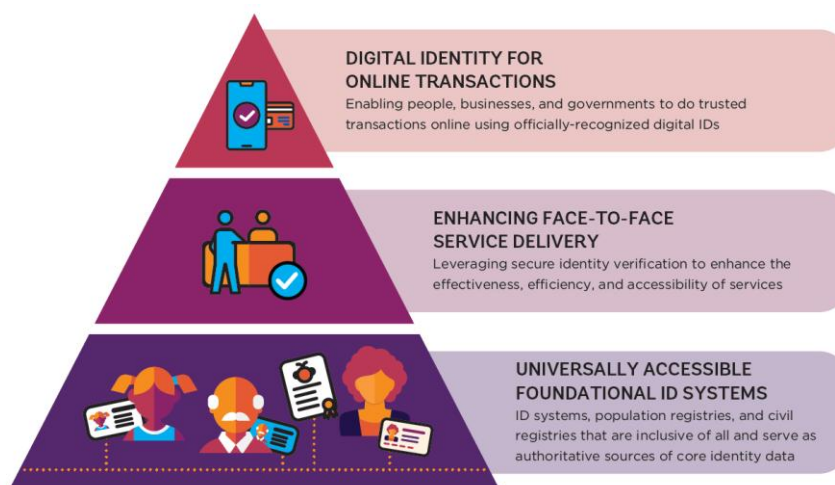 DIGITAL IDENTITY FOR
ONLINE TRANSACTIONS
Enabling people, businesses, and governments to do trusted
transactions online using officially-recognized digital IDs
ENHANCING FACE-TO-FACE
SERVICE DELIVERY
Leveraging secure identity verification to enhance the
effectiveness, efficiency, and accessibility of services
UNIVERSALLY ACCESSIBLE
FOUNDATIONAL ID SYSTEMS
ID systems, population registries, and civil
registries that are inclusive of all and serve as
authoritative sources of core identity data